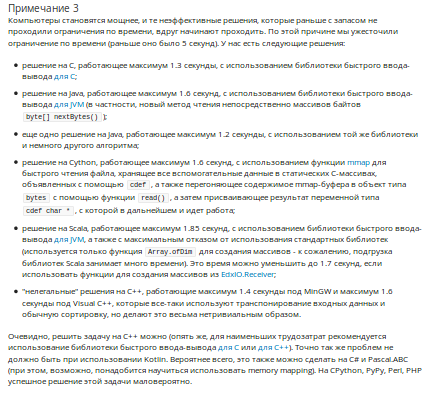 Примечание 3
Компьютеры становятся мощнее, и те неэффективные решения, которые раньше с запасом не
проходили ограничения по времени, вдруг начинают проходить. По этой причине мы ужесточили
ограничение по времени (раньше оно было 5 секунд). У нас есть следующие решения:
• решение на C, работающее максимум 1.3 секунды, с использованием библиотеки быстрого ввода-
вывода для C;
• решение на Java, работающее максимум 1.6 секунд, с использованием библиотеки быстрого ввода-
вывода для JVM (в частности, новый метод чтения непосредственно массивов байтов
byte[] nextBytes() );
• еще одно решение на Java, работающее максимум 1.2 секунды, с использованием той же библиотеки
и немного другого алгоритма;
• решение на Cython, работающее максимум 1.6 секунд, с использованием функции mmap для
быстрого чтения файла, хранящее все вспомогательные данные в статических C-массивах,
объявленных с помощью cdef , а также перегоняющее содержимое mmap-буфера в объект типа
bytes с помощью функции read() , а затем присваивающее результат переменной типа
cdef char * , с которой в дальнейшем и идет работа;
• решение на Scala, работающее максимум 1.85 секунд, с использованием библиотеки быстрого ввода-
вывода для JVM, а также с максимальным отказом от использования стандартных библиотек
(используется только функция Array.ofDim для создания массивов - к сожалению, подгрузка
библиотек Scala занимает много времени). Это время можно уменьшить до 1.7 секунд, если
использовать функции для создания массивов из EdxIO.Receiver;
• "нелегальные" решения на C++, работающие максимум 1.4 секунды под MinGW и максимум 1.6
секунды под Visual C++, которые все-таки используют транспонирование входных данных и
обычную сортировку, но делают это весьма нетривиальным образом.
Очевидно, решить задачу на C++ можно (опять же, для наименьших трудозатрат рекомендуется
использование библиотеки быстрого ввода-вывода для C или для C++). Точно так же проблем не
должно быть при использовании Kotlin. Вероятнее всего, это также можно сделать на C# и Pascal.ABC
(при этом, возможно, понадобится научиться использовать memory mapping). На CPython, PyPy, Perl, PHP
успешное решение этой задачи маловероятно.